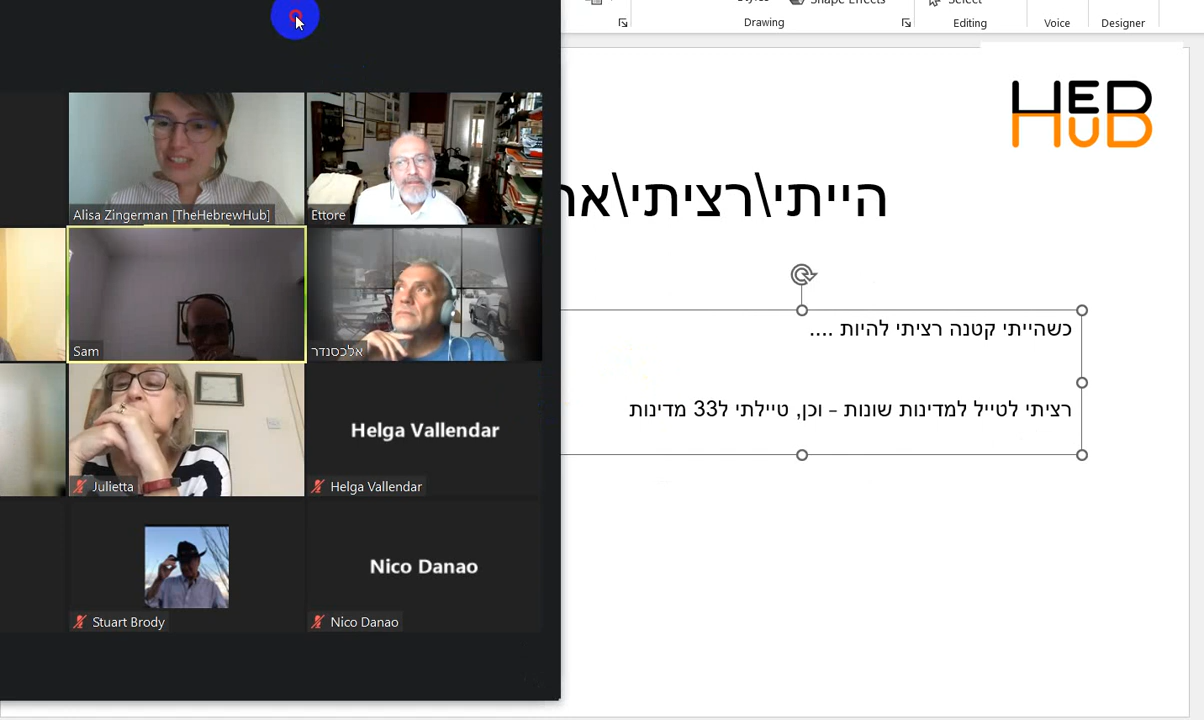 Drawing
Editing
Voice
Designer
HED
HUB
הייתי\רציתי\
כשהייתי קטנה רציתי להיות ....
רציתי לטייל למדינות שונות – וכן, טיילתי ל33 מדינות
Alisa Zingerman [TheHebrewHub]
Ettore
Sam
אלכסנדר
Julietta
Helga Vallendar
Helga Vallendar
Stuart Brody
Nico Danao
Nico Danao